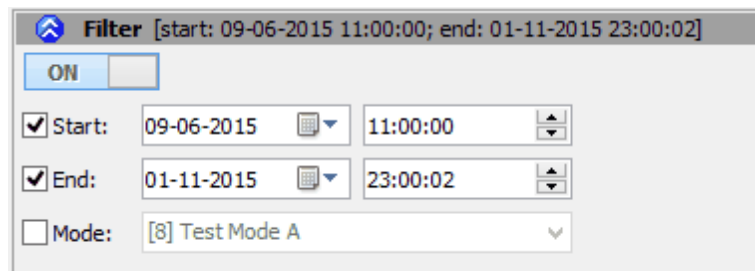 Filter [start: 09-06-2015 11:00:00; end: 01-11-2015 23:00:02]
ON
Start: 09-06-2015 11:00:00
End: 01-11-2015 23:00:02
Mode: [8] Test Mode A